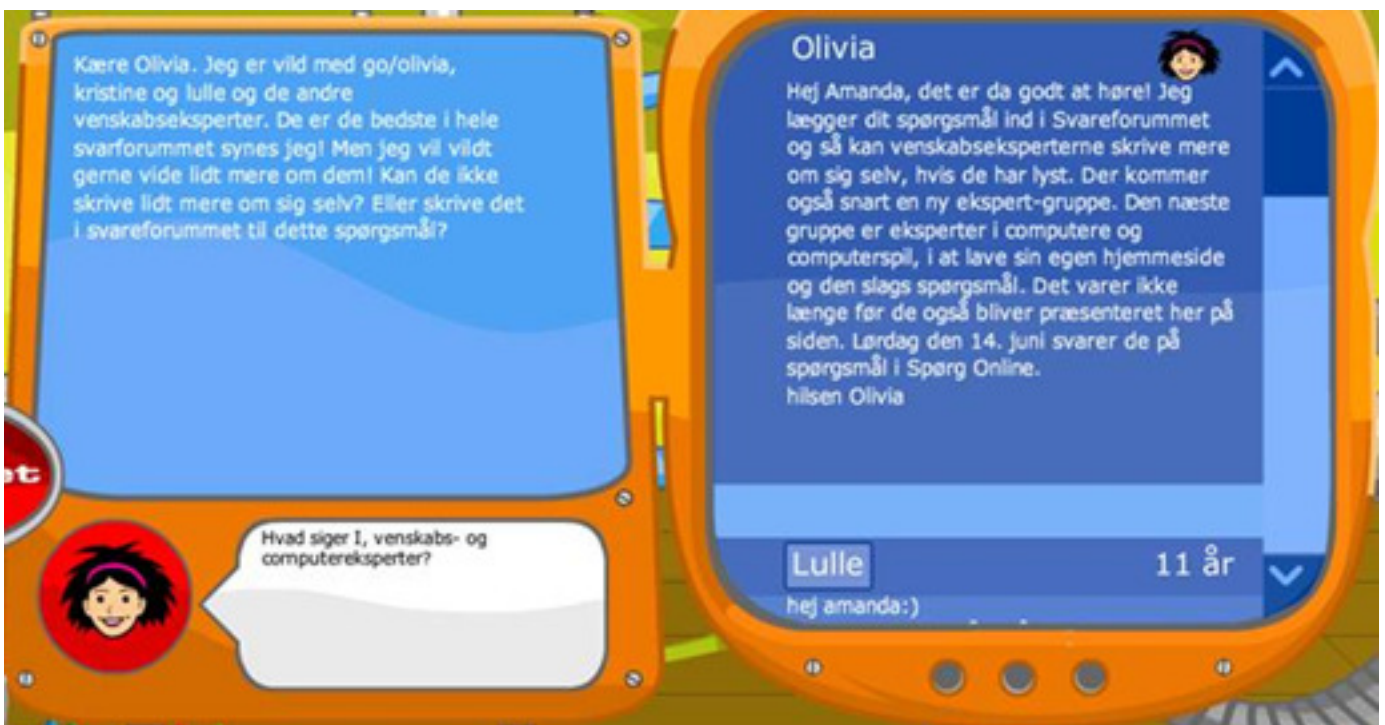 Kære Olivia. Jeg er vild med go/olivia,
kristine og lulle og de andre
venskabseksperter. De er de bedste i hele
svarforummet synes jeg! Men jeg vil vildt
gerne vide lidt mere om dem! Kan de ikke
skrive lidt mere om sig selv? Eller skrive det
i svareforummet til dette spørgsmål?
et
Hvad siger I, venskabs- og
computereksperter?
Olivia
Hej Amanda, det er da godt at høre! Jeg
lægger dit spørgsmål ind i Svareforummet
og så kan venskabseksperterne skrive mere
om sig selv, hvis de har lyst. Der kommer
også snart en ny ekspert-gruppe. Den næste
gruppe er eksperter i computere og
computerspil, i at lave sin egen hjemmeside
og den slags spørgsmål. Det varer ikke
længe før de også bliver præsenteret her på
siden. Lørdag den 14. juni svarer de på
spørgsmål i Spørg Online.
hilsen Olivia
Lulle 11 år
hej amanda:)